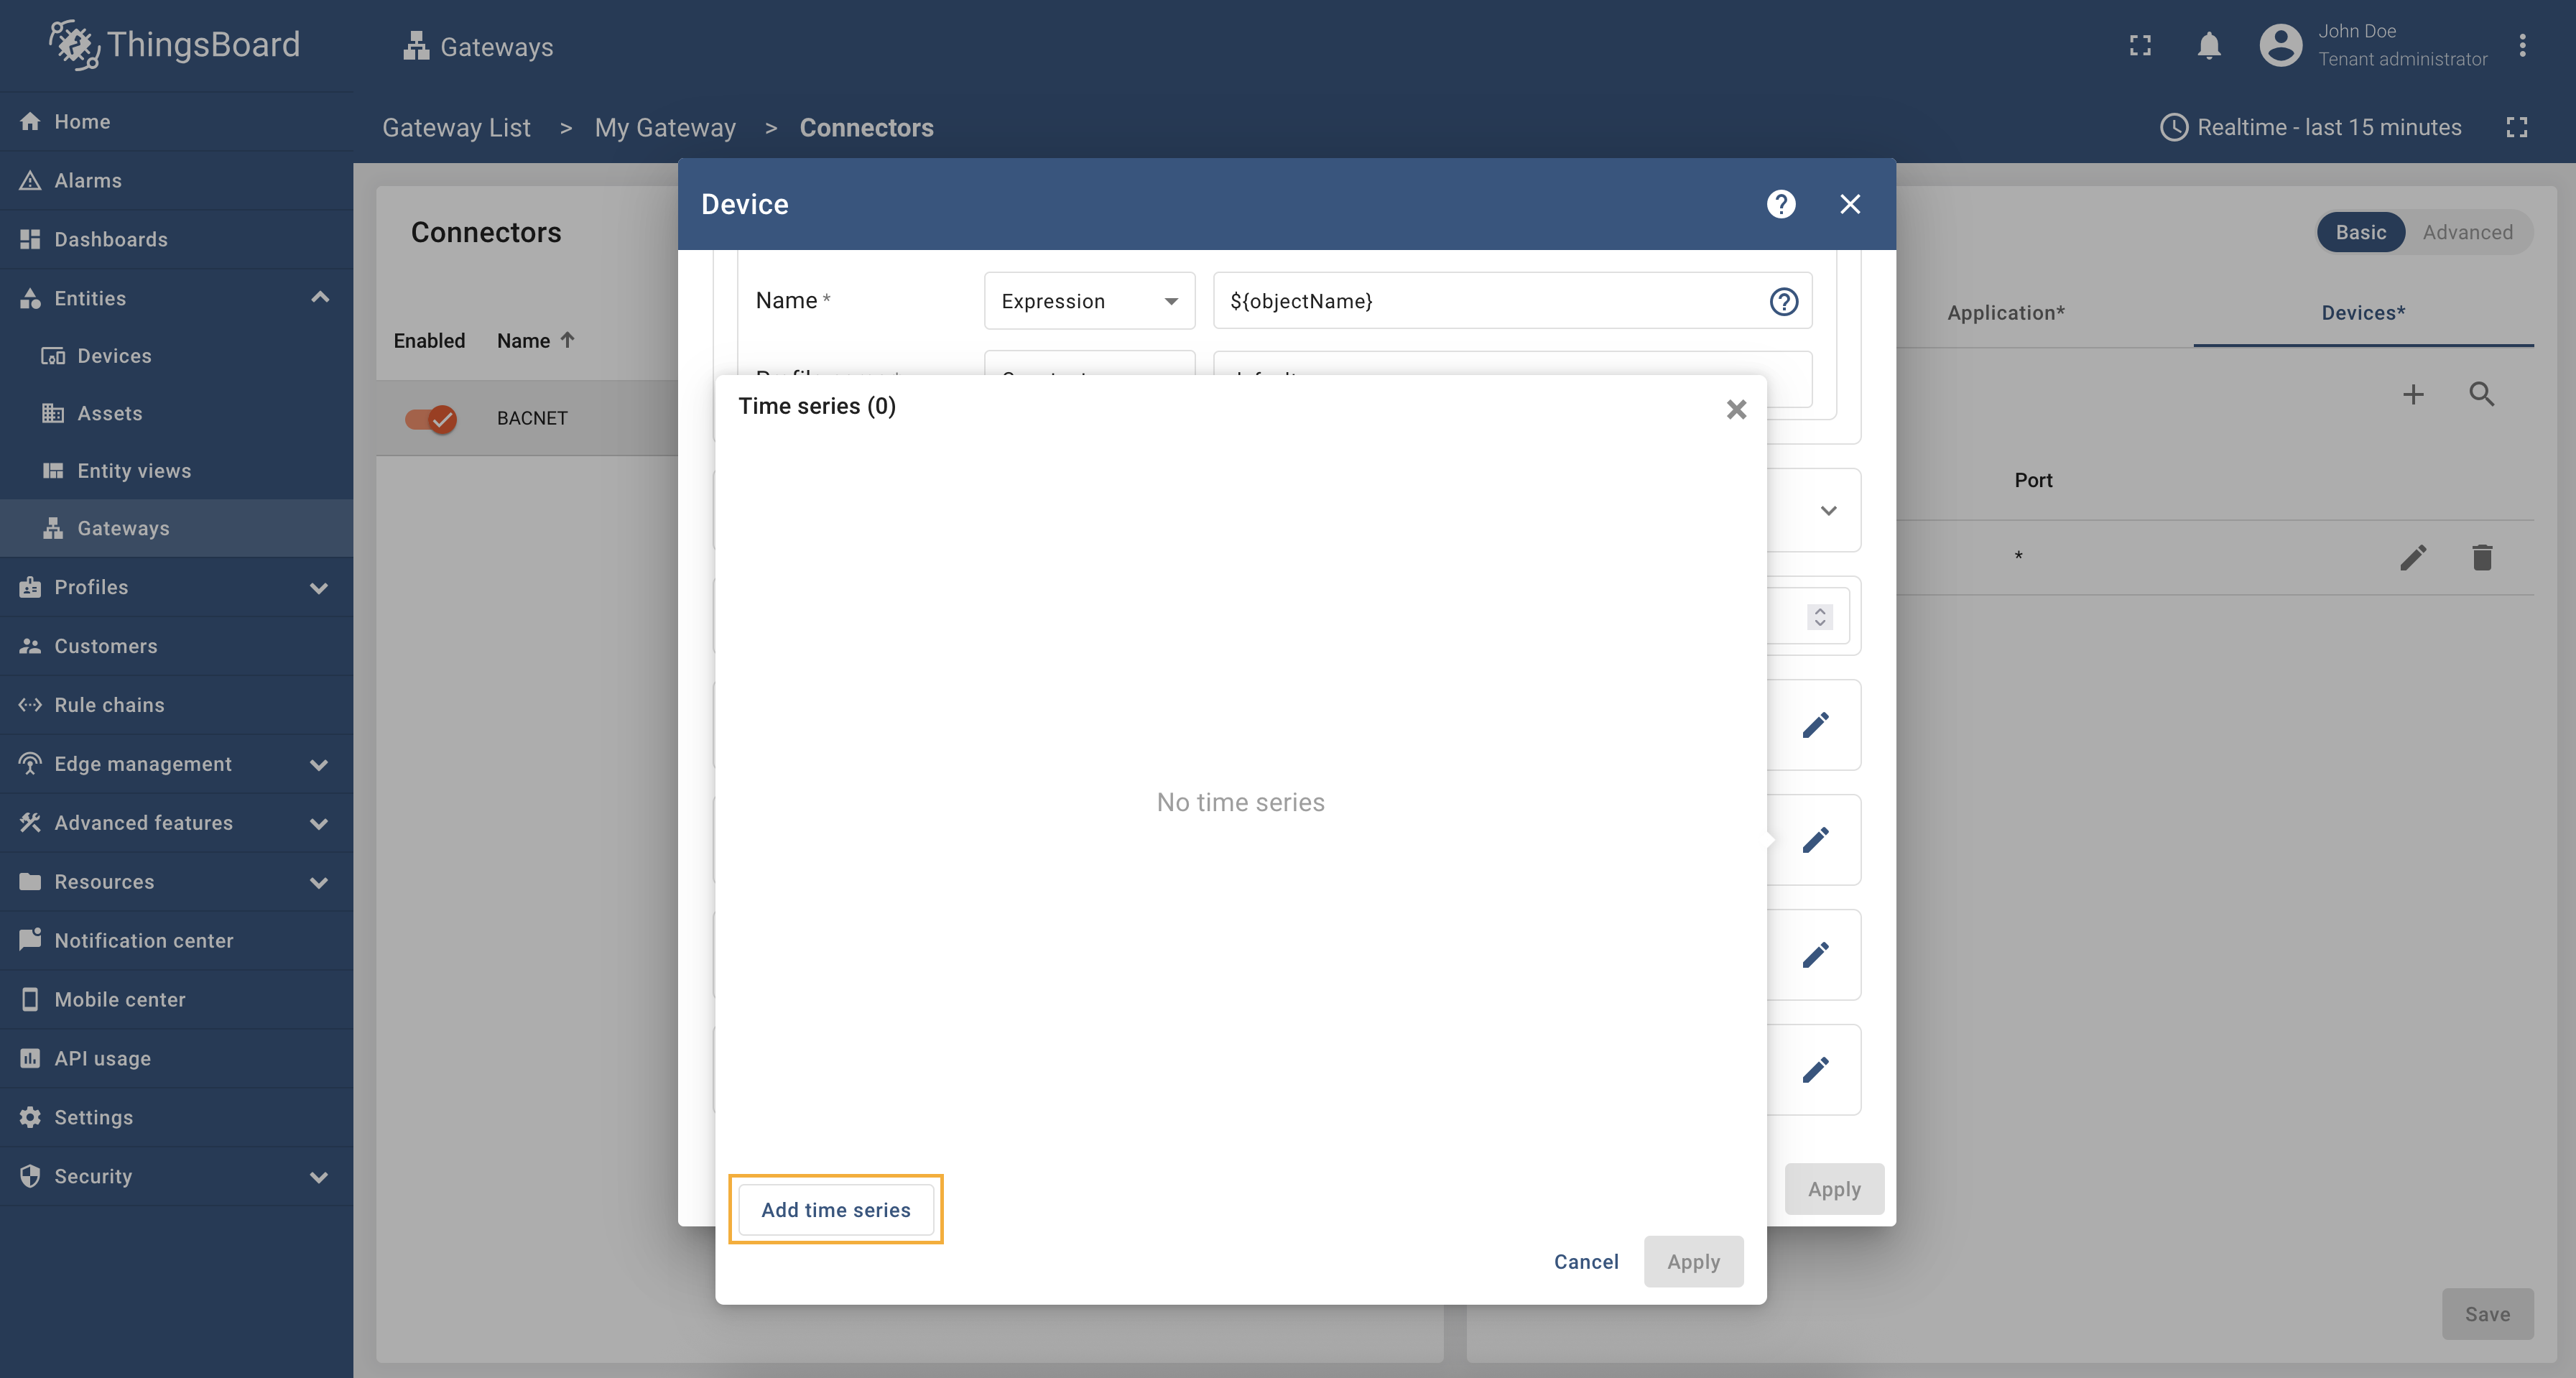 ThingsBoard
Gateways
John Doe
Tenant administrator
Gateway List > My Gateway > Connectors
Realtime - last 15 minutes
Home
Alarms
Dashboards
Entities
Devices
Assets
Entity views
Gateways
Profiles
Customers
Rule chains
Edge management
Advanced features
Resources
Notification center
Mobile center
API usage
Settings
Security
Connectors
Enabled Name
BACNET
Basic Advanced
Application* Devices*
Port
*
Save
Device
Name * Expression ${objectName}
Time series (0)
No time series
Add time series
Cancel Apply
Apply